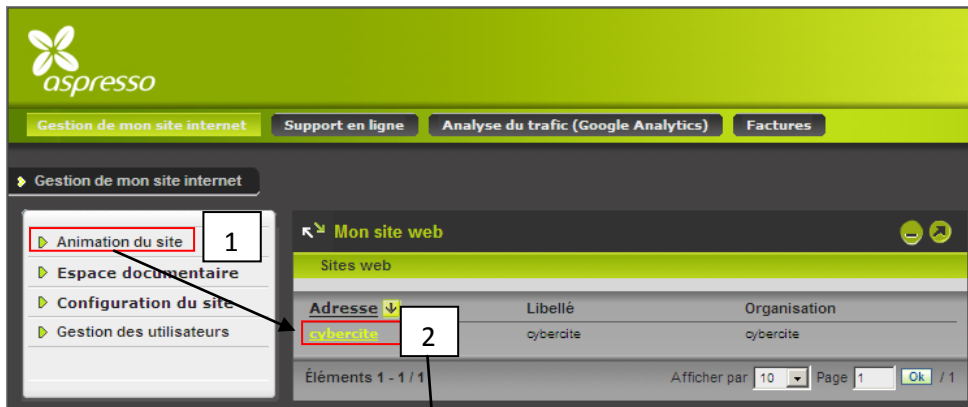 aspresso
Gestion de mon site internet Support en ligne Analyse du trafic (Google Analytics) Factures
Gestion de mon site internet
Animation du site
1
Espace documentaire
Configuration du site
Gestion des utilisateurs
Mon site web
Sites web
Adresse Libellé Organisation
cybercite cybercite cybercite
2
Éléments 1 - 1 / 1 Afficher par 10 Page 1 Ok / 1